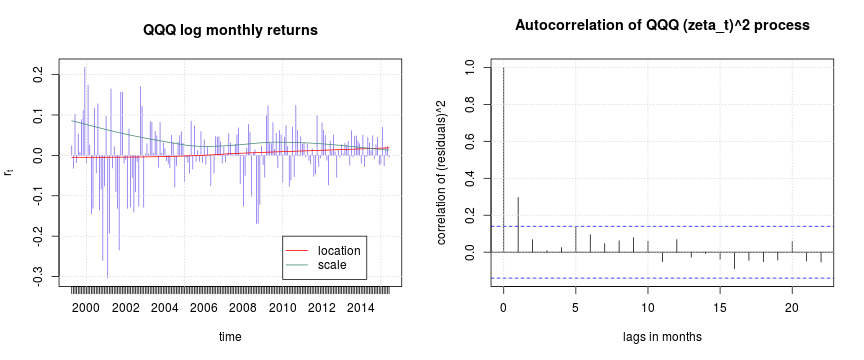 QQQ log monthly returns
0.2
0.1
0.0
-0.1
-0.2
-0.3
rt
location
scale
2000 2002 2004 2006 2008 2010 2012 2014
time
Autocorrelation of QQQ (zeta_t)^2 process
1.0
0.8
0.6
0.4
0.2
0.0
correlation of (residuals)^2
0 5 10 15 20
lags in months